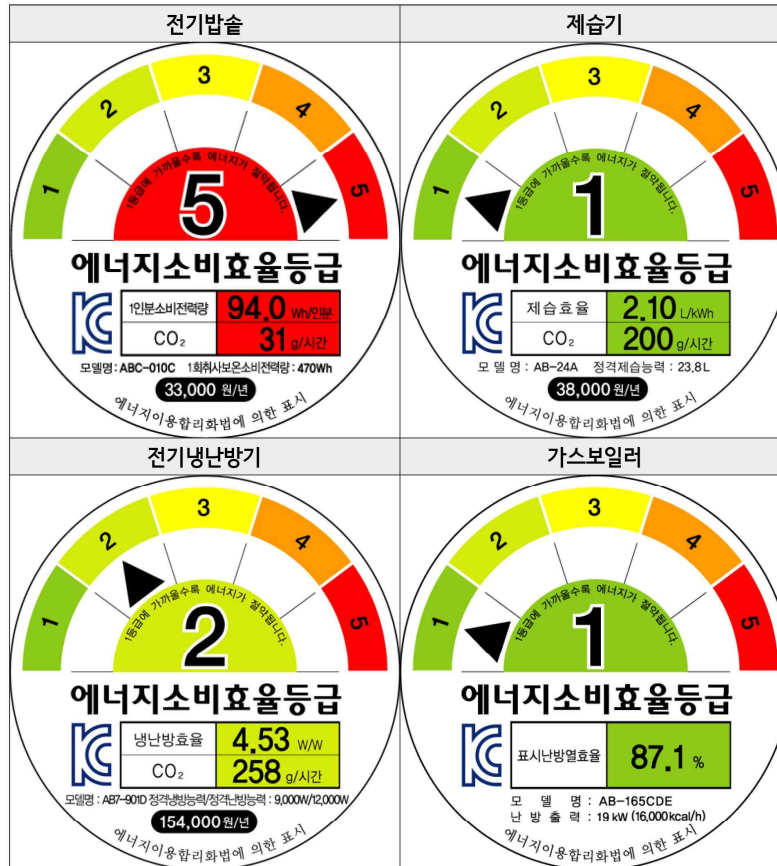 전기밥솥
1
2
3
4
5
1등급에 가까울수록 에너지가 절약됩니다.
5
에너지소비효율등급
KC
1인분소비전력량 94.0 Wh/인분
CO₂ 31 g/시간
모델명 : ABC-010C 1회취사보온소비전력량 : 470Wh
33,000 원/년
에너지이용합리화법에 의한 표시
제습기
1
2
3
4
5
1등급에 가까울수록 에너지가 절약됩니다.
1
에너지소비효율등급
KC
제습효율 2.10 L/kWh
CO₂ 200 g/시간
모 델 명 : AB-24A 정격제습능력 : 23.8L
38,000 원/년
에너지이용합리화법에 의한 표시
전기냉난방기
1
2
3
4
5
1등급에 가까울수록 에너지가 절약됩니다.
2
에너지소비효율등급
KC
냉난방효율 4.53 W/W
CO₂ 258 g/시간
모델명 : AB7-901D 정격냉방능력/정격난방능력 : 9,000W/12,000W
154,000 원/년
에너지이용합리화법에 의한 표시
가스보일러
1
2
3
4
5
1등급에 가까울수록 에너지가 절약됩니다.
1
에너지소비효율등급
KC
표시난방열효율 87.1 %
모 델 명 : AB-165CDE
난 방 출 력 : 19 kW (16,000 kcal/h)
에너지이용합리화법에 의한 표시